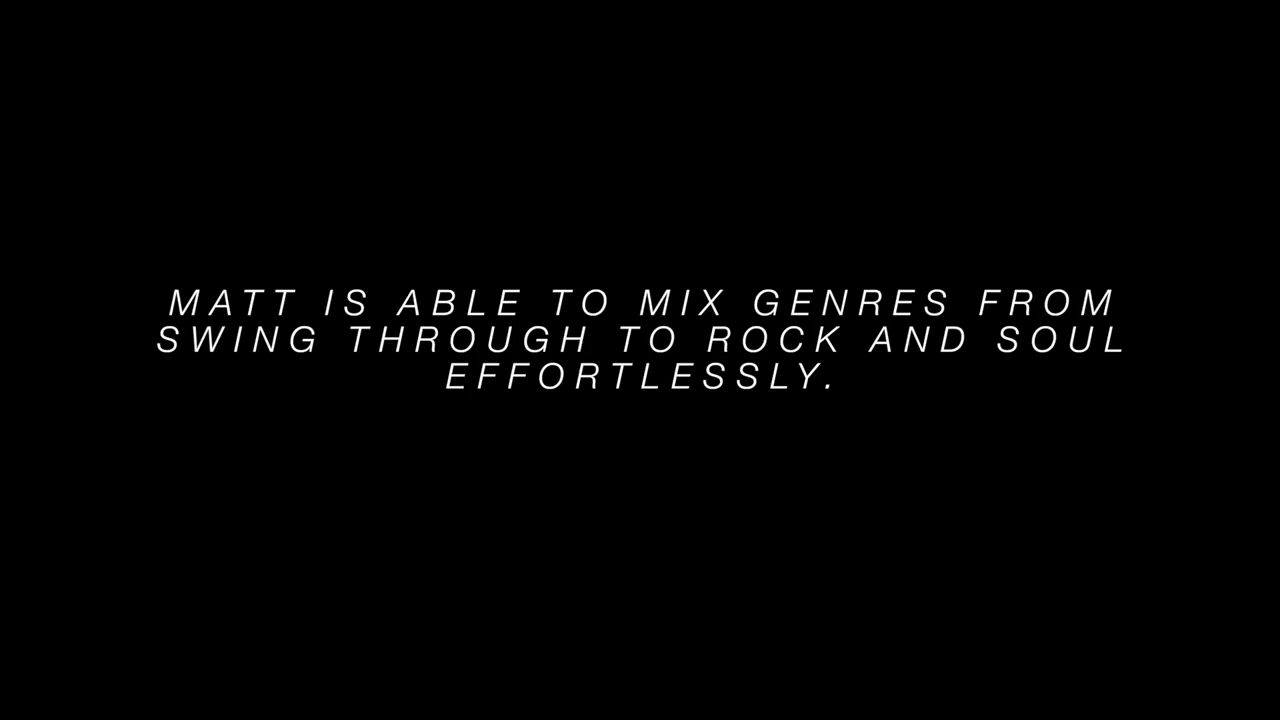 MATT IS ABLE TO MIX GENRES FROM
SWING THROUGH TO ROCK AND SOUL
EFFORTLESSLY.